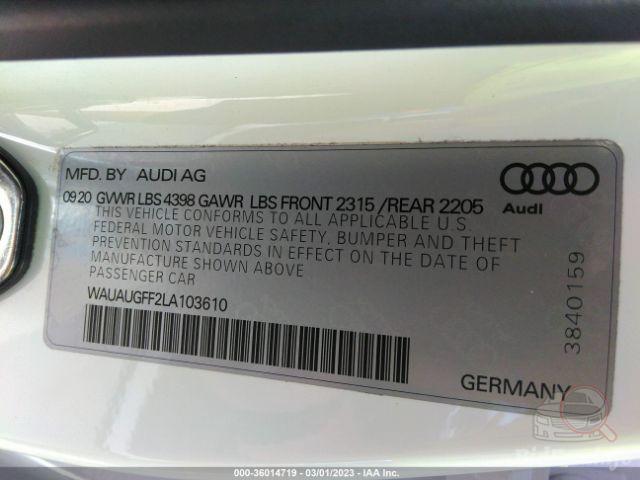 MFD. BY AUDI AG
09 20 GVWR LBS 4398 GAWR LBS FRONT 2315 /REAR 2205
THIS VEHICLE CONFORMS TO ALL APPLICABLE U.S.
FEDERAL MOTOR VEHICLE SAFETY, BUMPER AND THEFT
PREVENTION STANDARDS IN EFFECT ON THE DATE OF
MANUFACTURE SHOWN ABOVE
PASSENGER CAR
WAUAUGFF2LA103610
Audi
3840159
GERMANY
© - 36014719 - 03/01/2023 - IAA Inc.